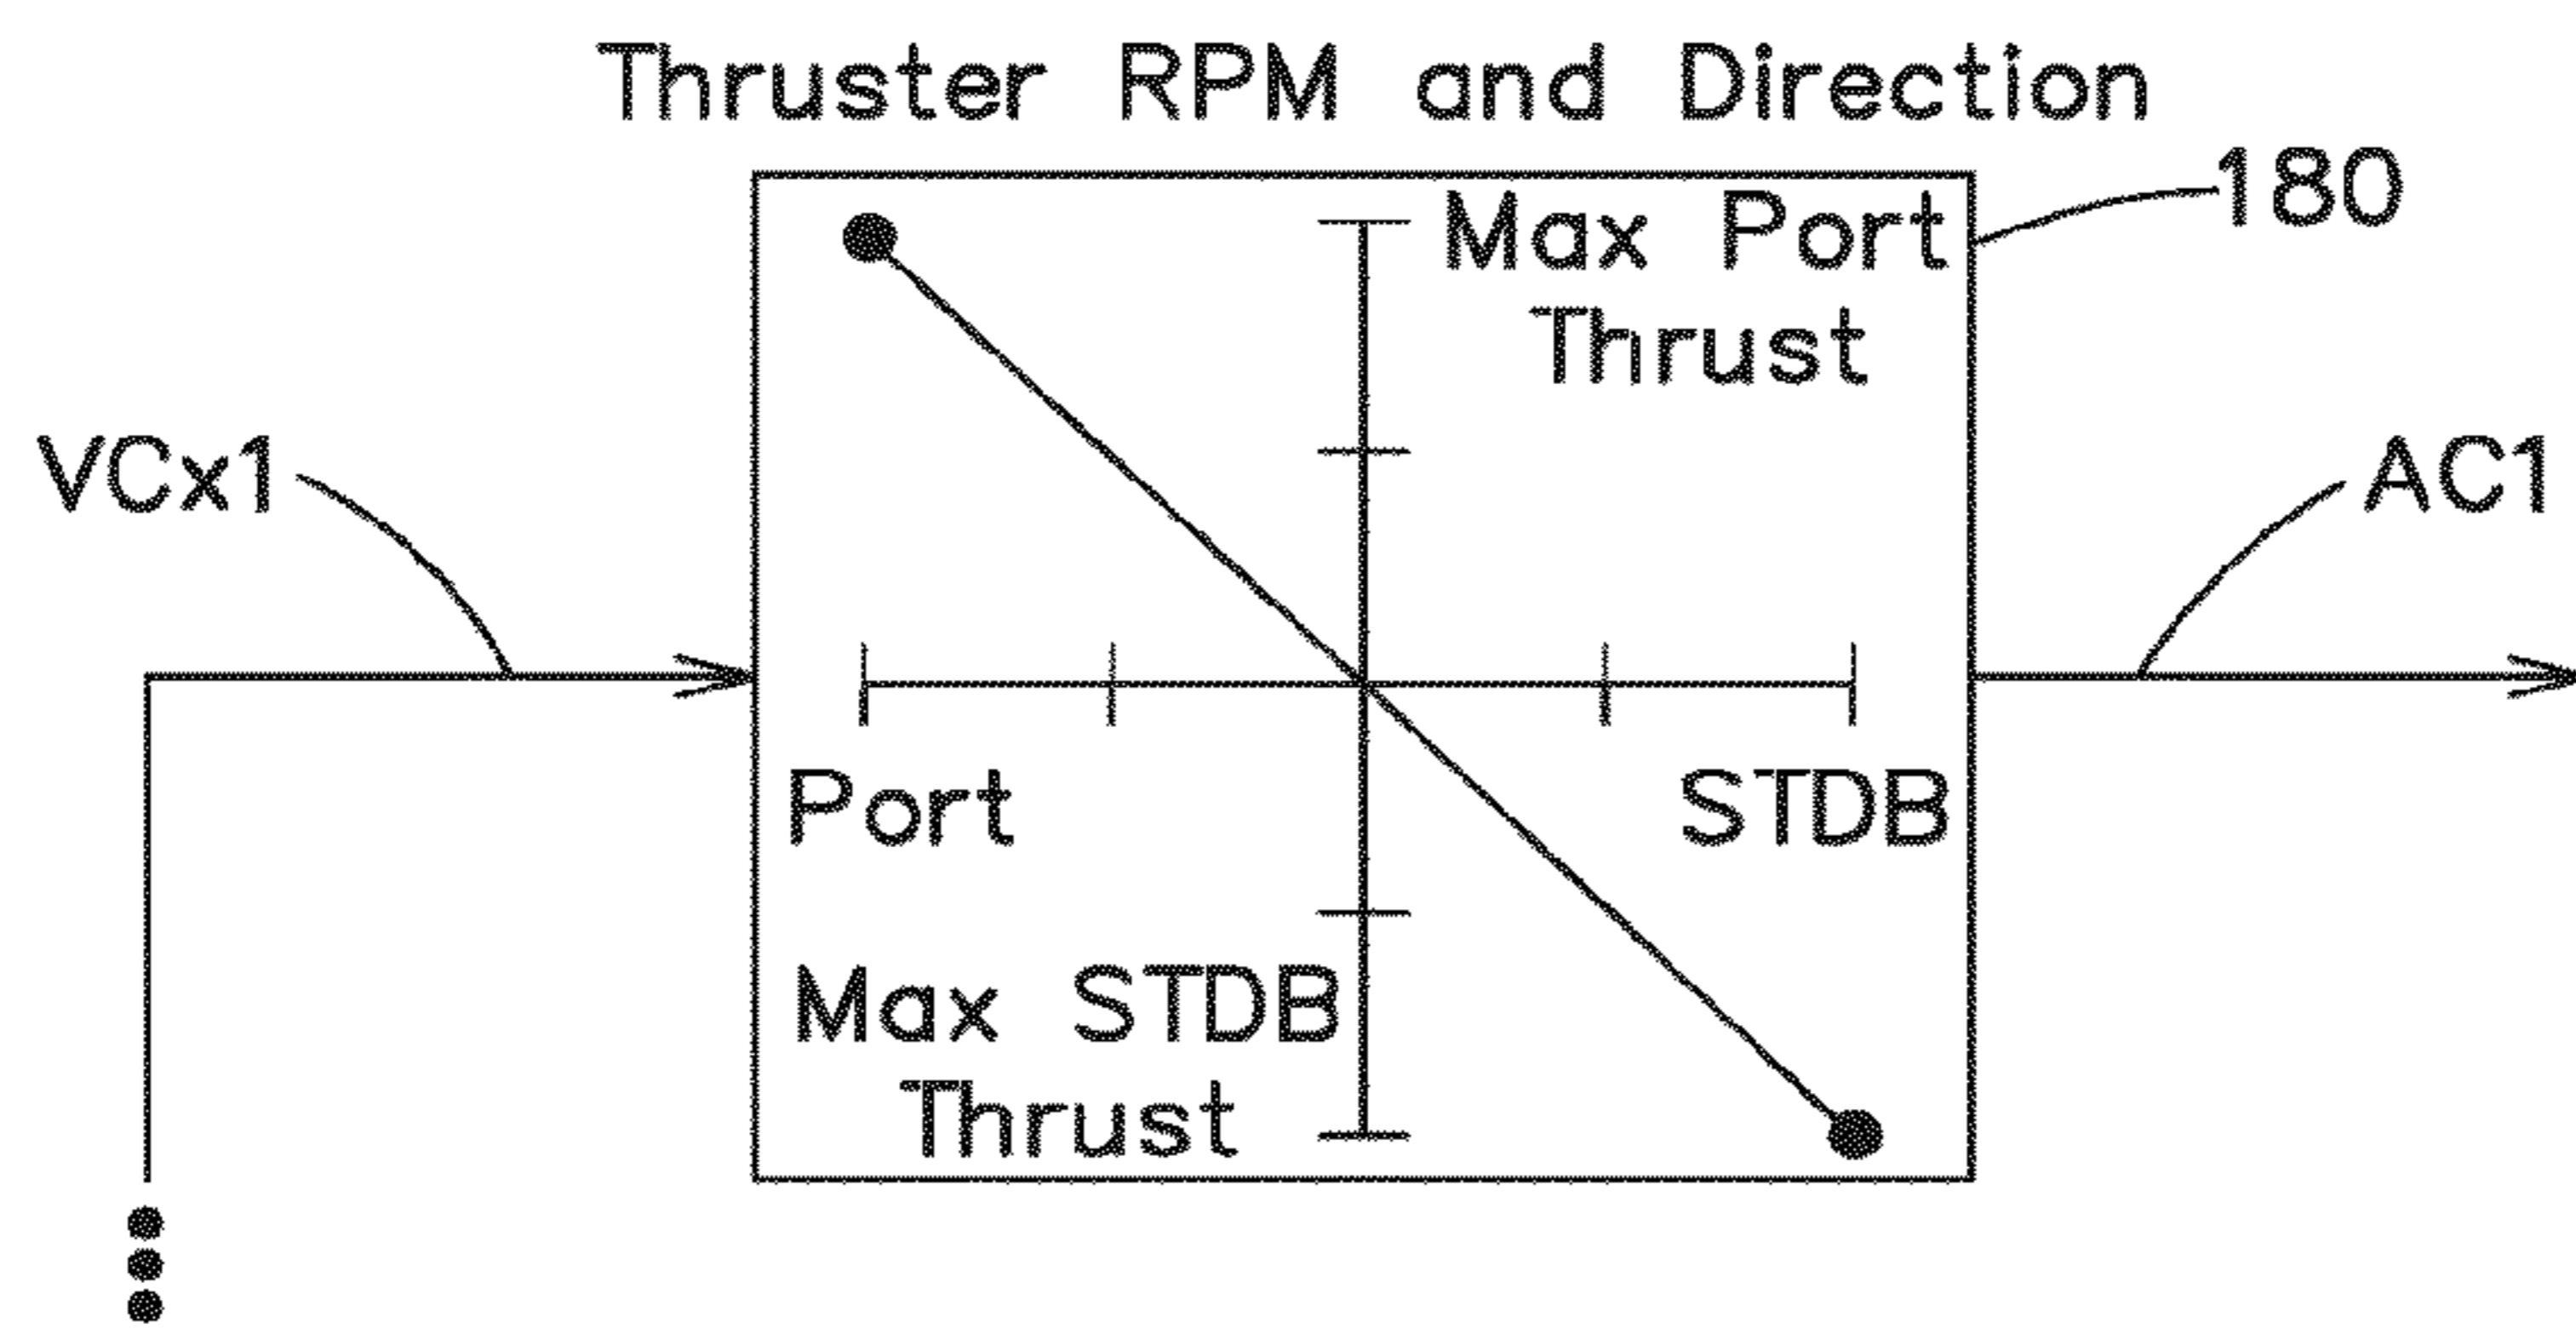 Thruster RPM and Direction
180
Max Port
Thrust
VCx1
AC1
Port
STDB
Max STDB
Thrust